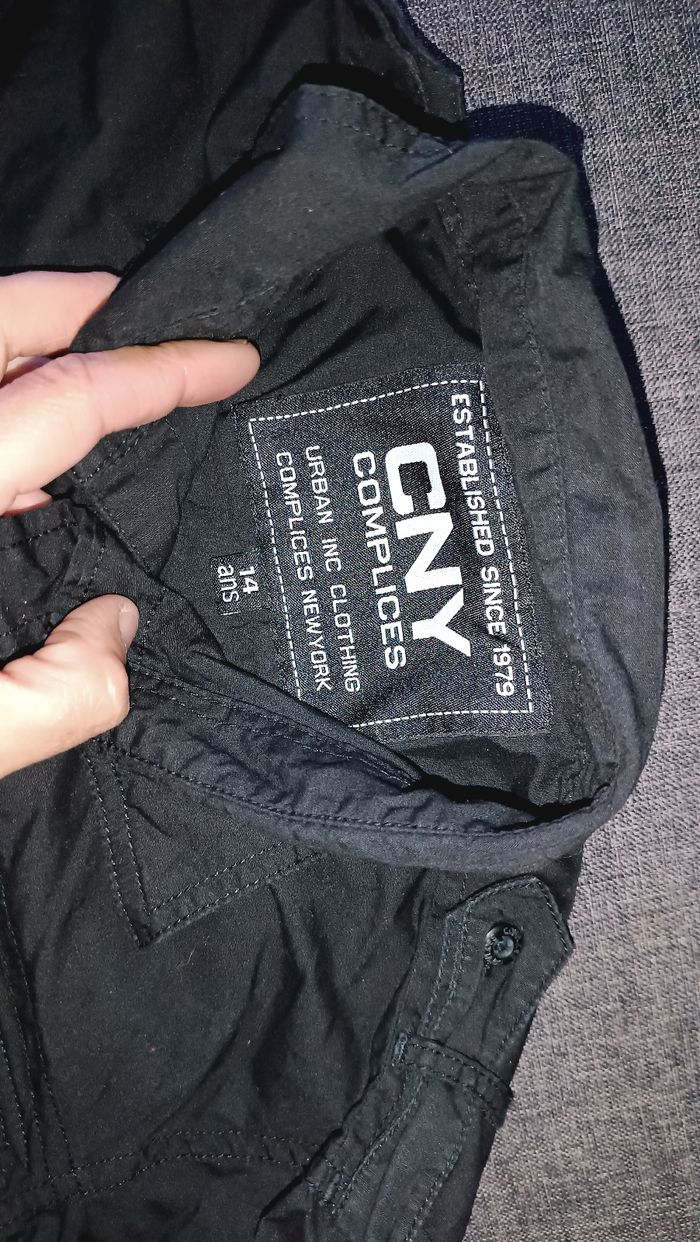 ESTABLISHED SINCE 1979
CNY
COMPLICES
URBAN INC CLOTHING
COMPLICES NEWYORK
14
ans